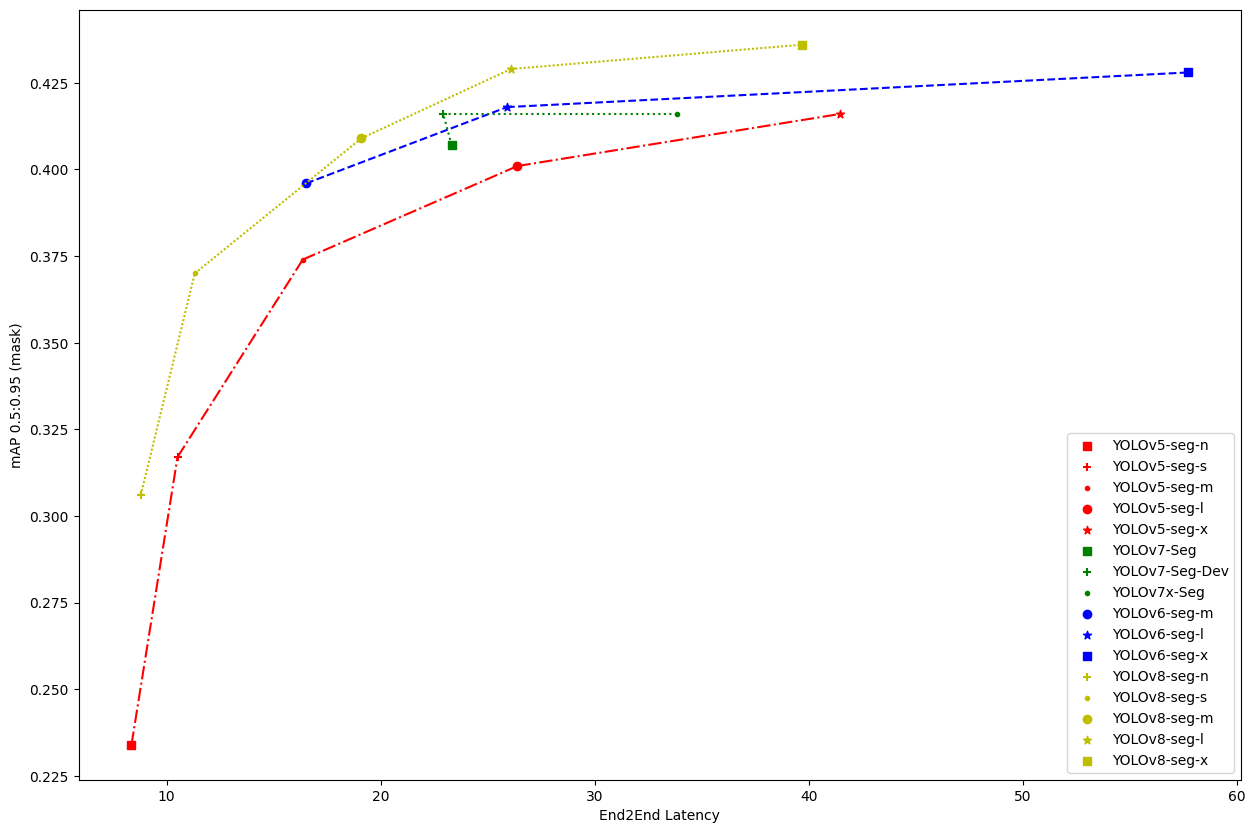 0.425
0.400
0.375
0.350
0.325
0.300
0.275
0.250
0.225
mAP 0.5:0.95 (mask)
10 20 30 40 50 60
End2End Latency
YOLOv5-seg-n
YOLOv5-seg-s
YOLOv5-seg-m
YOLOv5-seg-l
YOLOv5-seg-x
YOLOv7-Seg
YOLOv7-Seg-Dev
YOLOv7x-Seg
YOLOv6-seg-m
YOLOv6-seg-l
YOLOv6-seg-x
YOLOv8-seg-n
YOLOv8-seg-s
YOLOv8-seg-m
YOLOv8-seg-l
YOLOv8-seg-x